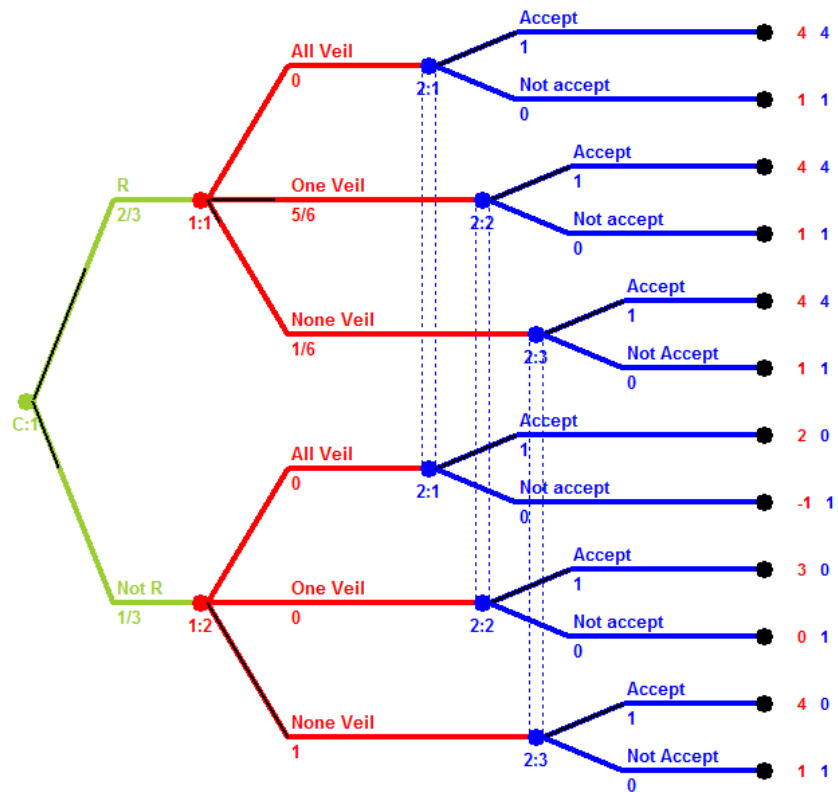 Accept
4 4
All Veil
1
0
2:1
Not accept
1 1
0
Accept
4 4
R
One Veil
1
2/3
1:1
5/6
2:2
Not accept
1 1
0
Accept
4 4
None Veil
1
1/6
2:3
Not Accept
1 1
0
C:1
Accept
2 0
All Veil
1
0
2:1
Not accept
-1 1
0
Accept
3 0
Not R
One Veil
1
1/3
1:2
0
2:2
Not accept
0 1
0
Accept
4 0
None Veil
1
1
2:3
Not Accept
1 1
0